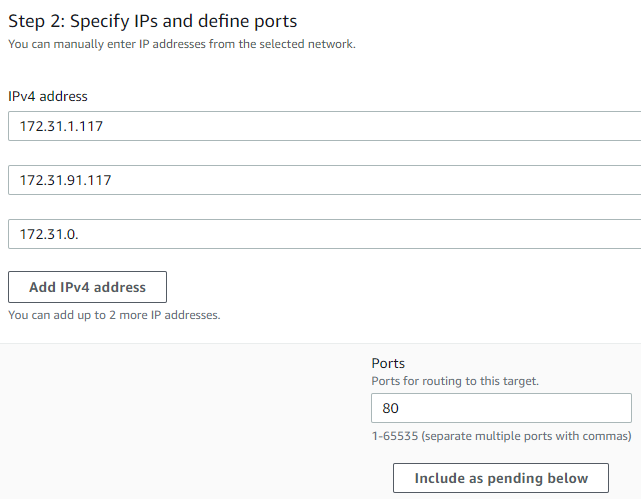 Step 2: Specify IPs and define ports
You can manually enter IP addresses from the selected network.
IPv4 address
172.31.1.117
172.31.91.117
172.31.0.
Add IPv4 address
You can add up to 2 more IP addresses.
Ports
Ports for routing to this target.
80
1-65535 (separate multiple ports with commas)
Include as pending below